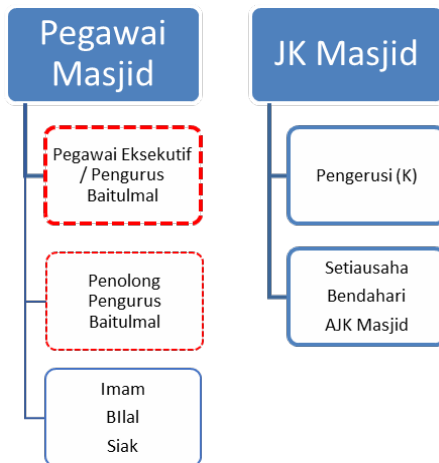 Pegawai
Masjid
Pegawai Eksekutif
/ Pengurus
Baitulmal
Penolong
Pengurus
Baitulmal
Imam
BIlal
Siak
JK Masjid
Pengerusi (K)
Setiausaha
Bendahari
AJK Masjid